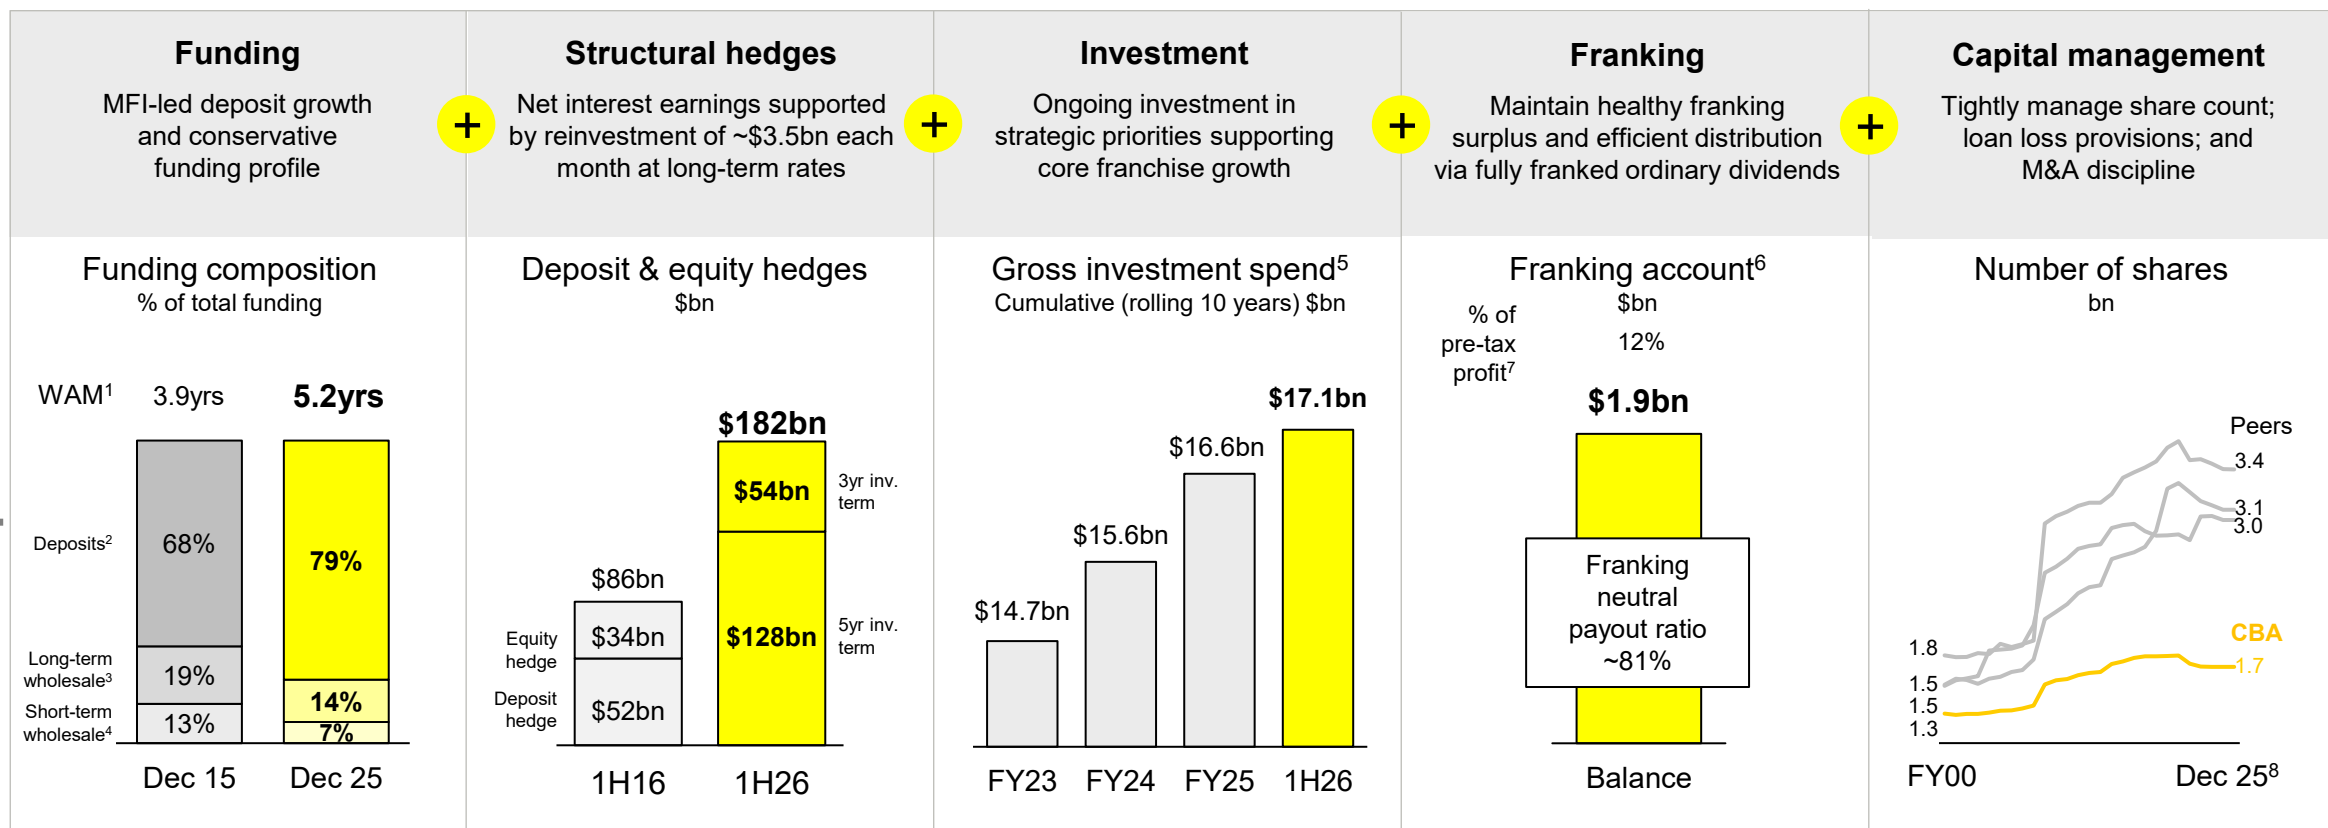 Funding
MFI-led deposit growth
and conservative
funding profile
+
Structural hedges
Net interest earnings supported
by reinvestment of ~$3.5bn each
month at long-term rates
+
Investment
Ongoing investment in
strategic priorities supporting
core franchise growth
+
Franking
Maintain healthy franking
surplus and efficient distribution
via fully franked ordinary dividends
+
Capital management
Tightly manage share count;
loan loss provisions; and
M&A discipline
Funding composition
% of total funding
WAM¹ 3.9yrs 5.2yrs
Deposits² 68% 79%
Long-term
wholesale³ 19% 14%
Short-term
wholesale⁴ 13% 7%
Dec 15 Dec 25
Deposit & equity hedges
$bn
$182bn
$54bn
3yr inv.
term
$86bn
Equity
hedge
$34bn
$128bn
5yr inv.
term
Deposit
hedge
$52bn
1H16 1H26
Gross investment spend⁵
Cumulative (rolling 10 years) $bn
$14.7bn
$15.6bn
$16.6bn
$17.1bn
FY23 FY24 FY25 1H26
Franking account⁶
$bn
% of
pre-tax
profit⁷
12%
$1.9bn
Franking
neutral
payout ratio
~81%
Balance
Number of shares
bn
Peers
3.4
3.1
3.0
CBA
1.7
1.8
1.5
1.5
1.3
FY00 Dec 25⁸